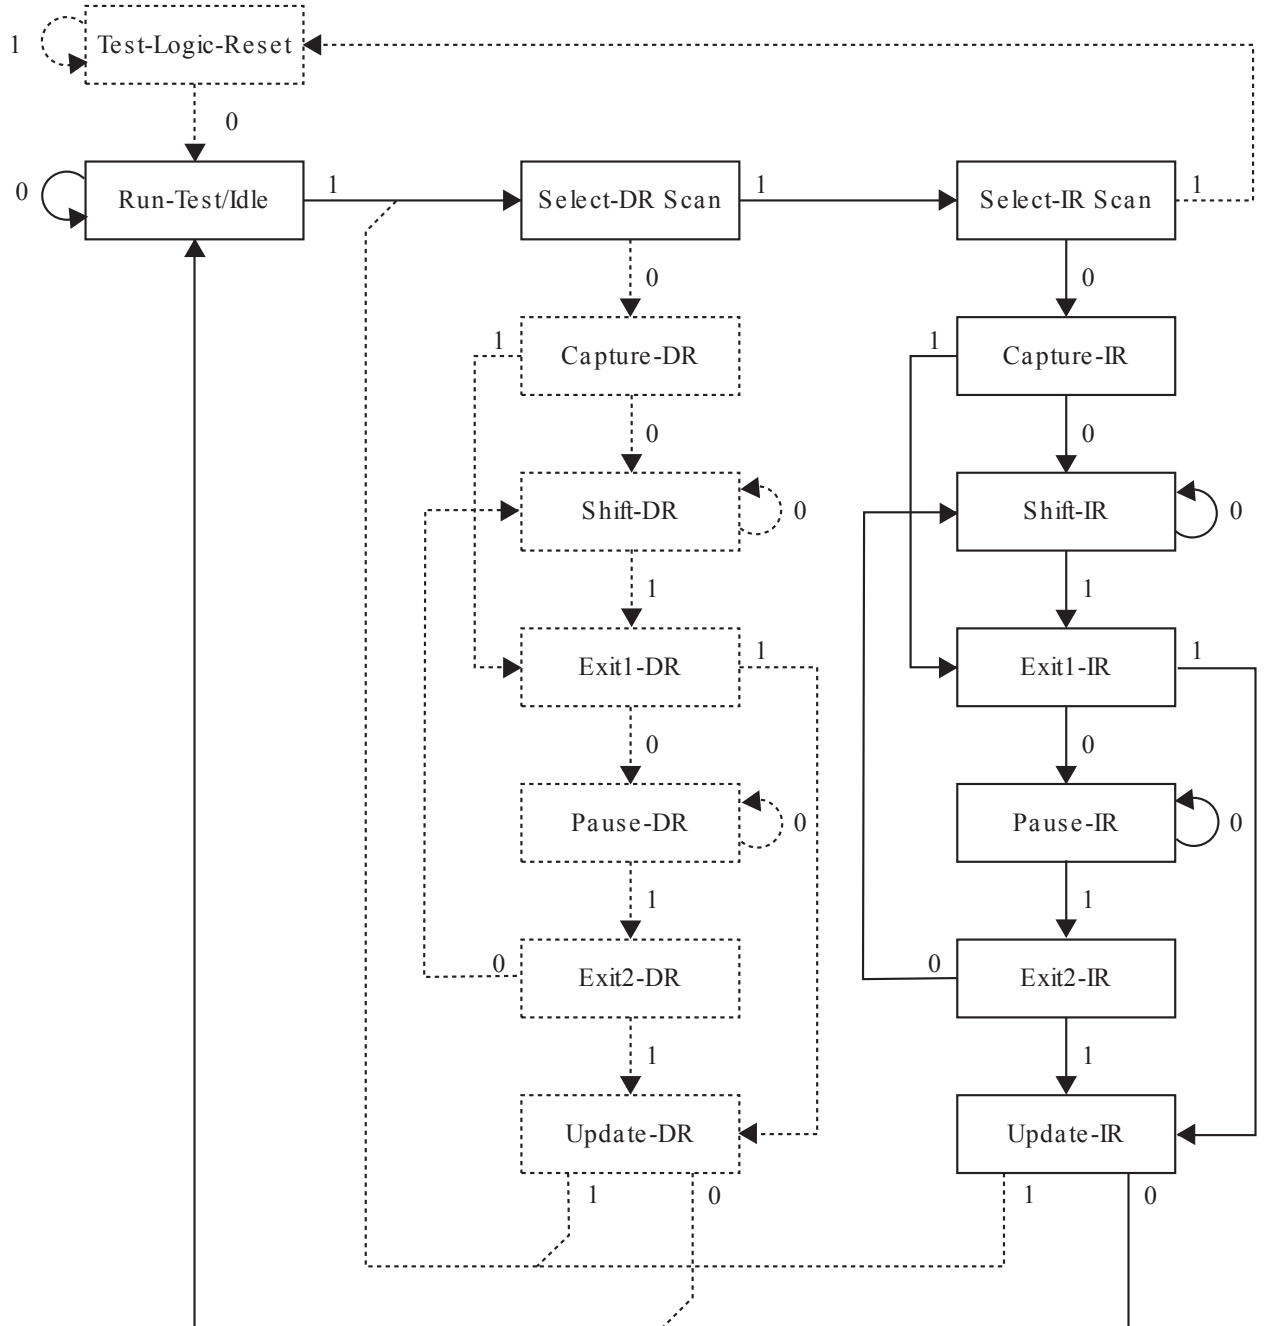 1
Test-Logic-Reset
0
0
Run-Test/Idle
1
Select-DR Scan
1
Select-IR Scan
1
0
0
1
Capture-DR
1
Capture-IR
0
0
Shift-DR
0
Shift-IR
0
1
1
Exit1-DR
1
Exit1-IR
1
0
0
Pause-DR
0
Pause-IR
0
1
1
0
Exit2-DR
0
Exit2-IR
1
1
Update-DR
Update-IR
1
0
1
0